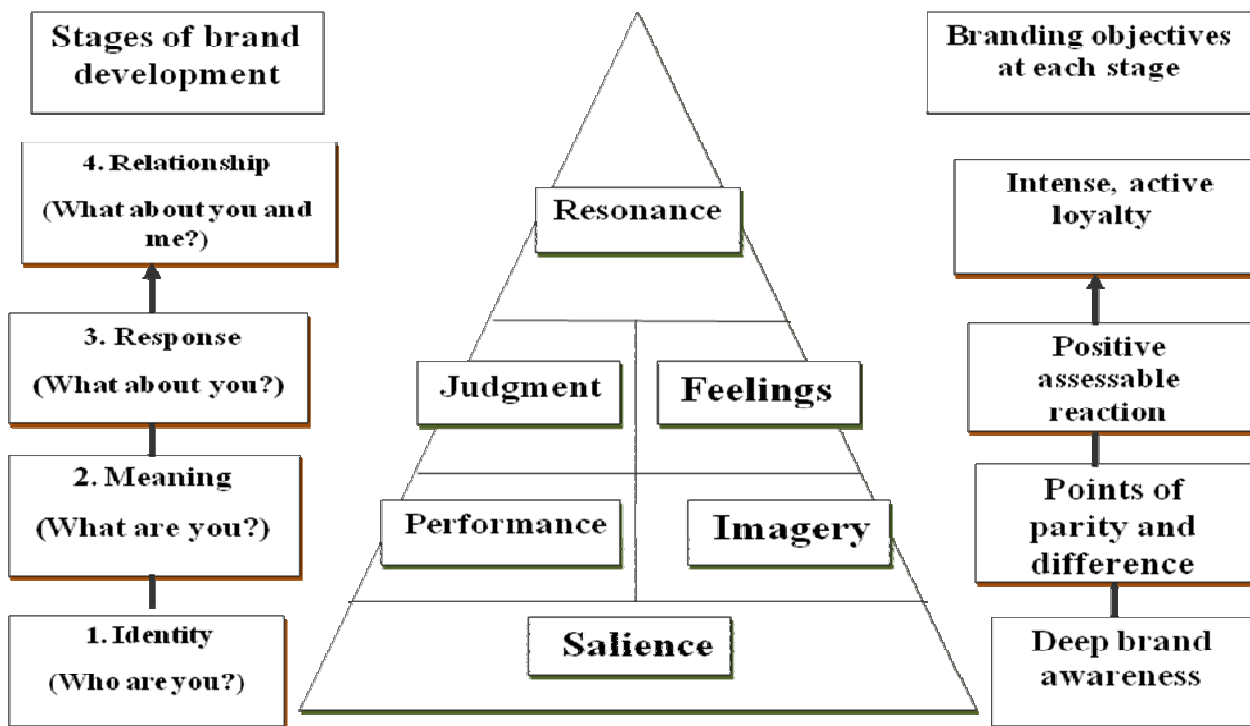 Stages of brand
development
Branding objectives
at each stage
4. Relationship
(What about you and
me?)
Resonance
Intense, active
loyalty
3. Response
(What about you?)
Judgment
Feelings
Positive
assessable
reaction
2. Meaning
(What are you?)
Performance
Imagery
Points of
parity and
difference
1. Identity
(Who are you?)
Salience
Deep brand
awareness